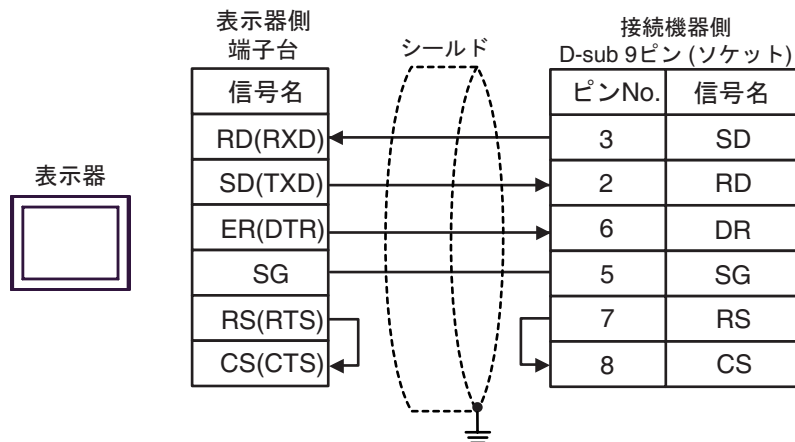 表示器側
端子台
シールド
接続機器側
D-sub 9ピン (ソケット)
信号名
ピンNo. 信号名
RD(RXD) 3 SD
表示器
SD(TXD) 2 RD
ER(DTR) 6 DR
SG 5 SG
RS(RTS) 7 RS
CS(CTS) 8 CS